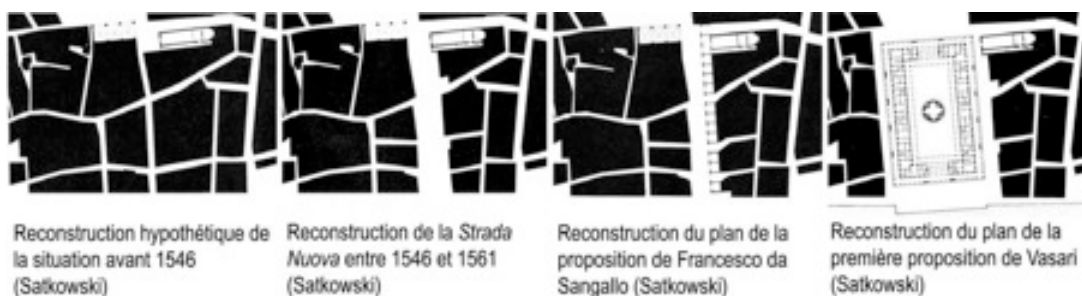 Reconstruction hypothétique de
la situation avant 1546
(Satkowski)
Reconstruction de la Strada
Nuova entre 1546 et 1561
(Satkowski)
Reconstruction du plan de la
proposition de Francesco da
Sangallo (Satkowski)
Reconstruction du plan de la
première proposition de Vasari
(Satkowski)